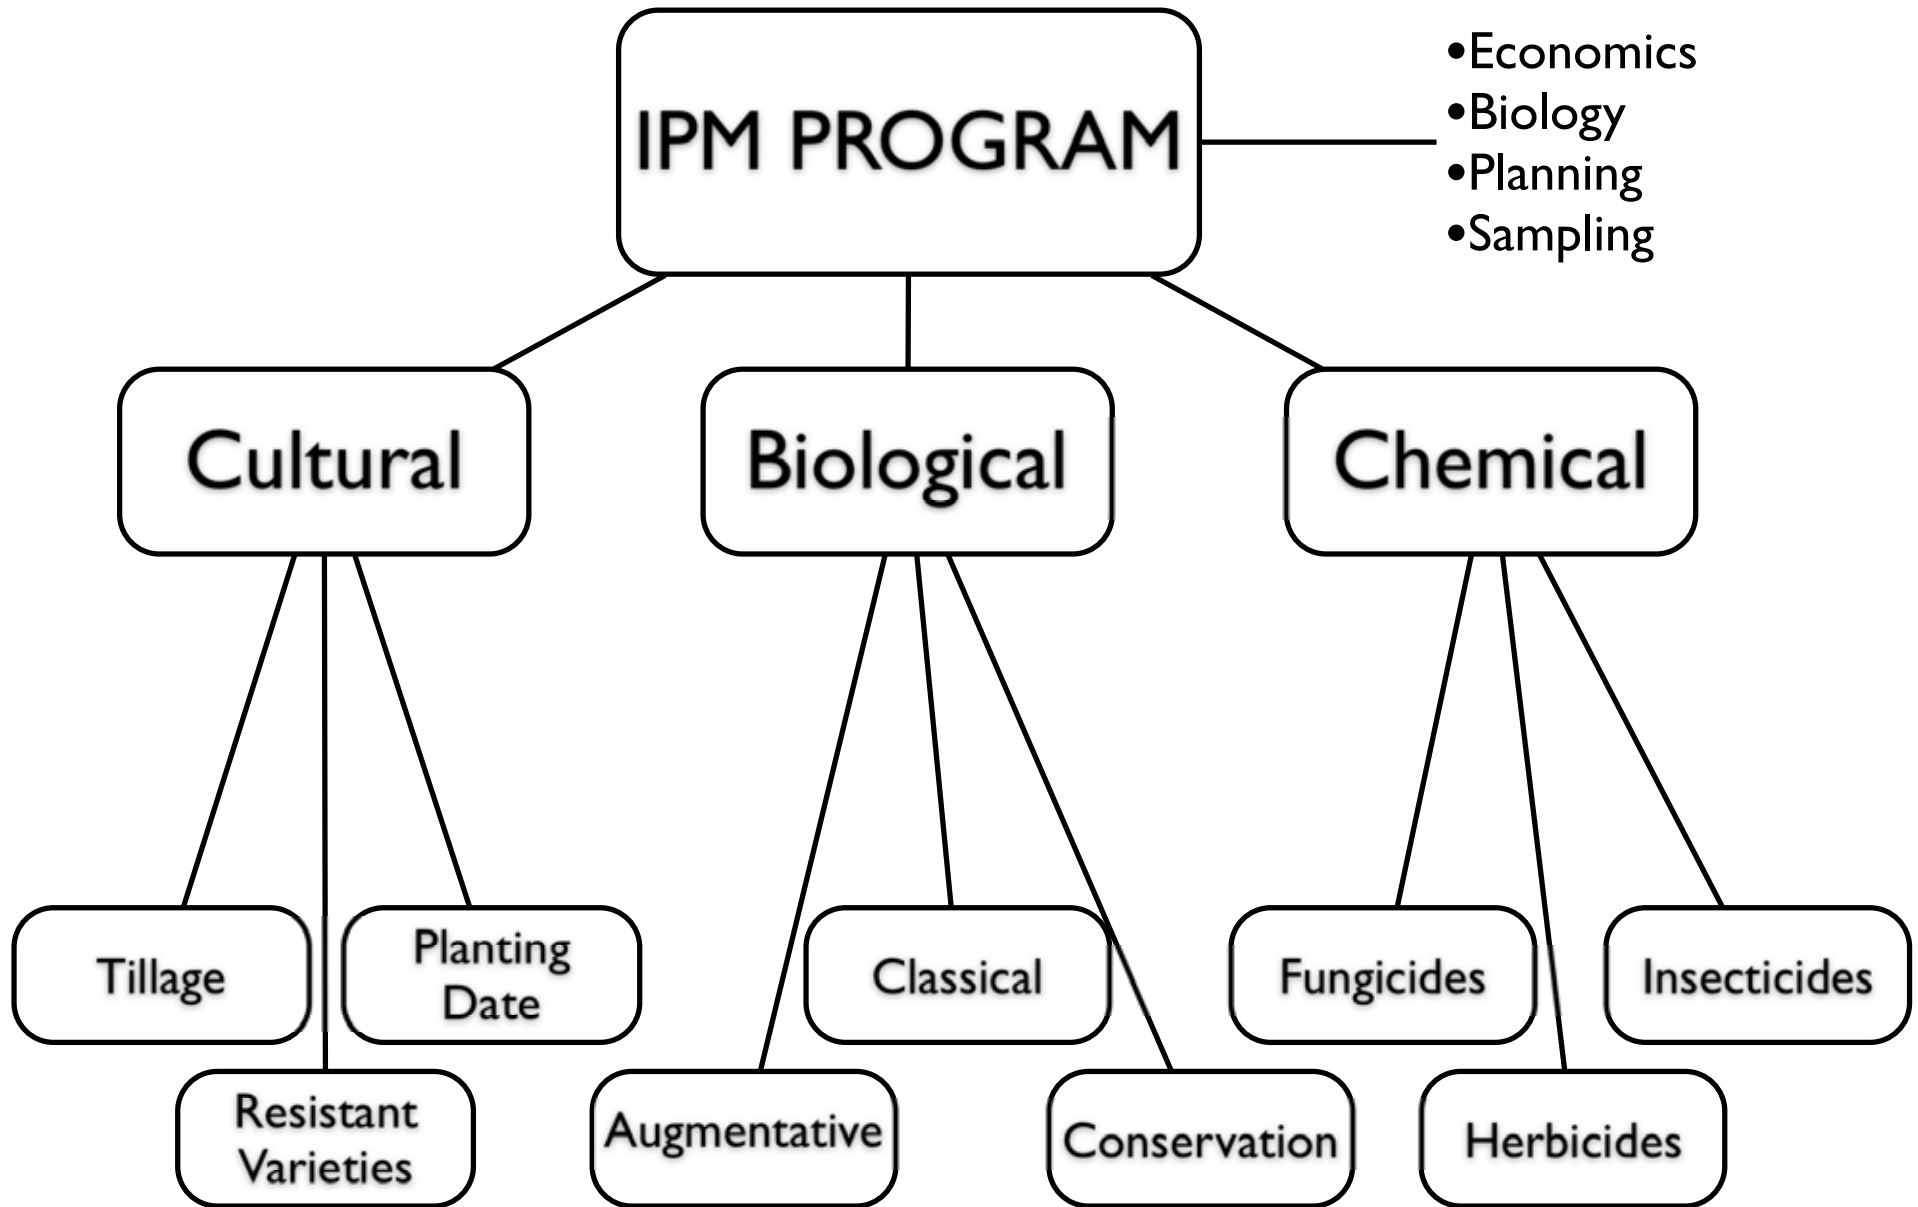 IPM PROGRAM
•Economics
•Biology
•Planning
•Sampling
Cultural
Biological
Chemical
Tillage
Planting
Date
Classical
Fungicides
Insecticides
Resistant
Varieties
Augmentative
Conservation
Herbicides